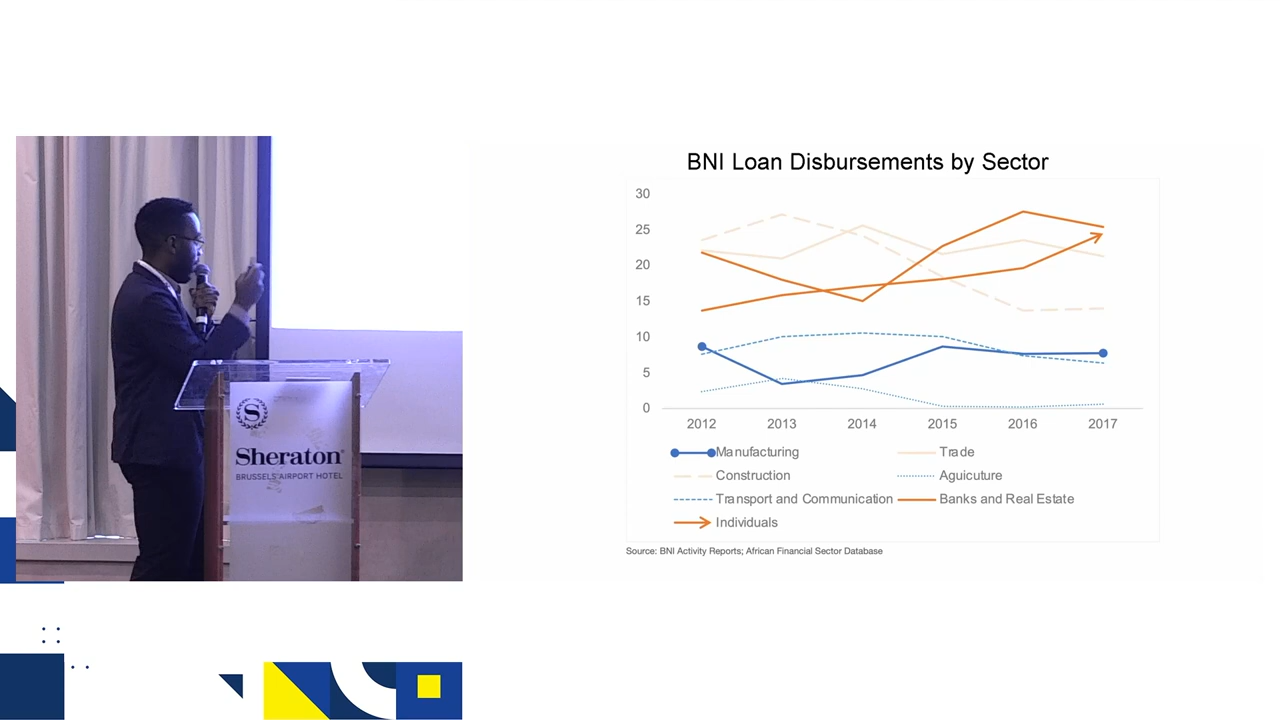 BNI Loan Disbursements by Sector
30
25
20
15
10
5
0
2012 2013 2014 2015 2016 2017
Manufacturing Trade
Construction Aguicuture
Transport and Communication Banks and Real Estate
Individuals
Source: BNI Activity Reports; African Financial Sector Database
S
Sheraton
BRUSSELS AIRPORT HOTEL